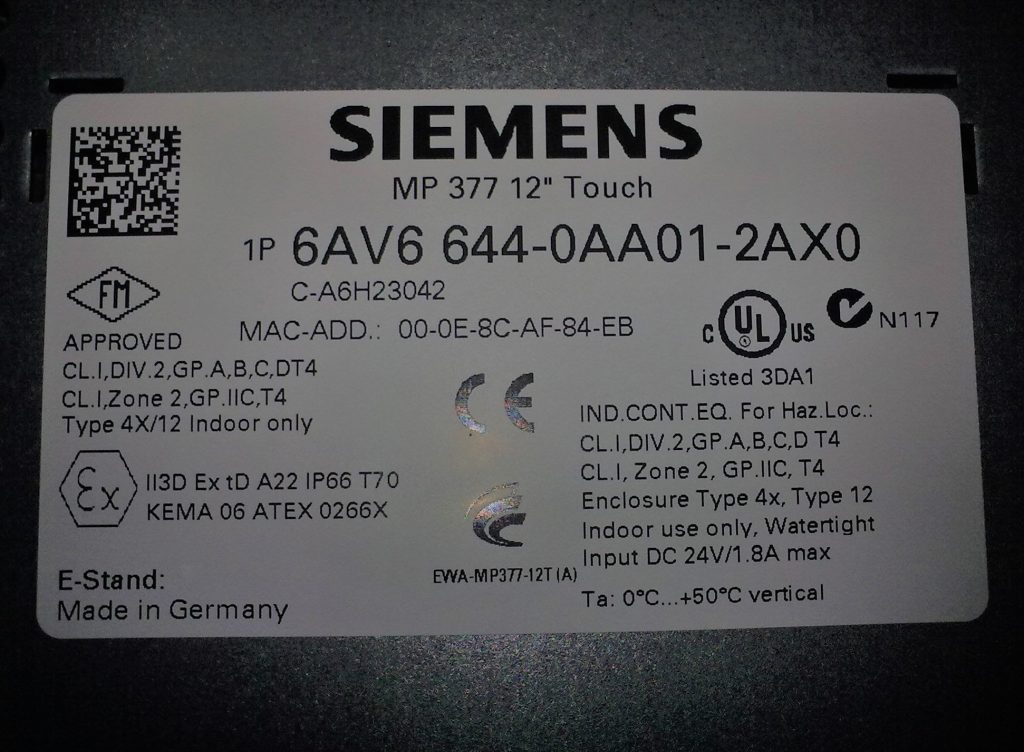 SIEMENS
MP 377 12" Touch
1P 6AV6 644-0AA01-2AX0
C-A6H23042
MAC-ADD.: 00-0E-8C-AF-84-EB
FM
APPROVED
CL.I,DIV.2,GP.A,B,C,DT4
CL.I,Zone 2,GP.IIC,T4
Type 4X/12 Indoor only
Ex
II3D Ex tD A22 IP66 T70
KEMA 06 ATEX 0266X
E-Stand:
Made in Germany
CE
EWA-MP377-12T(A)
C UL US
N117
Listed 3DA1
IND.CONT.EQ. For Haz.Loc.:
CL.I,DIV.2,GP.A,B,C,D T4
CL.I, Zone 2, GP.IIC, T4
Enclosure Type 4x, Type 12
Indoor use only, Watertight
Input DC 24V/1.8A max
Ta: 0°C...+50°C vertical